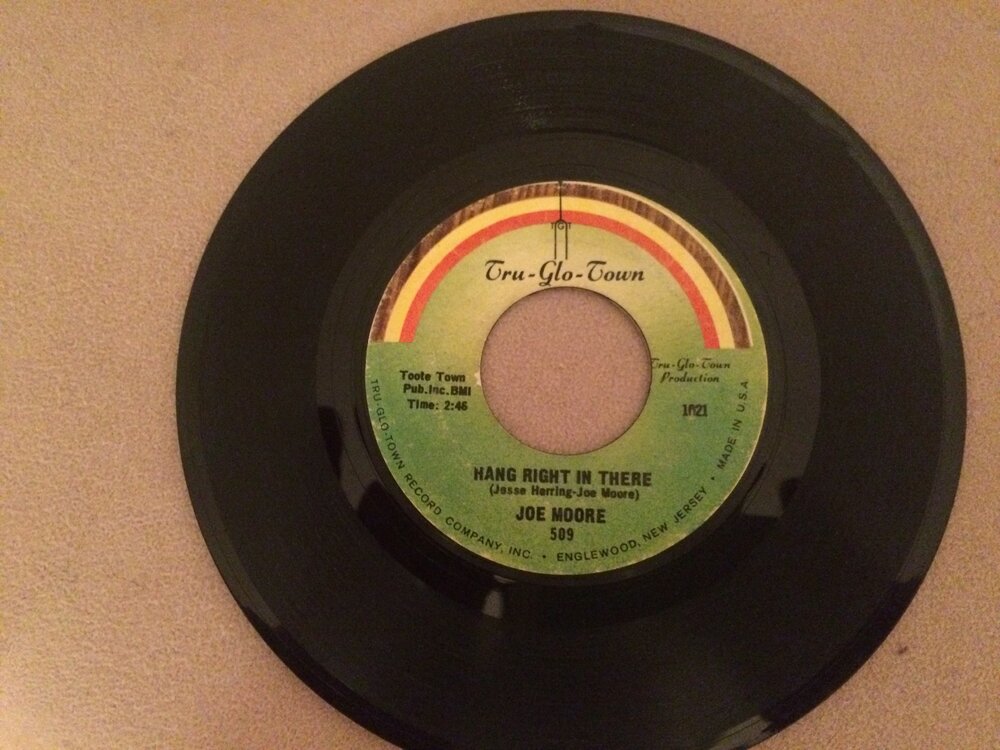 TGT
Tru-Glo-Town
Toote Town
Pub.Inc.BMI
Time: 2:46
Tru-Glo-Town
Production
1021
HANG RIGHT IN THERE
(Jesse Herring-Joe Moore)
JOE MOORE
509
TRU-GLO-TOWN RECORD COMPANY, INC. • ENGLEWOOD, NEW JERSEY • MADE IN U.S.A